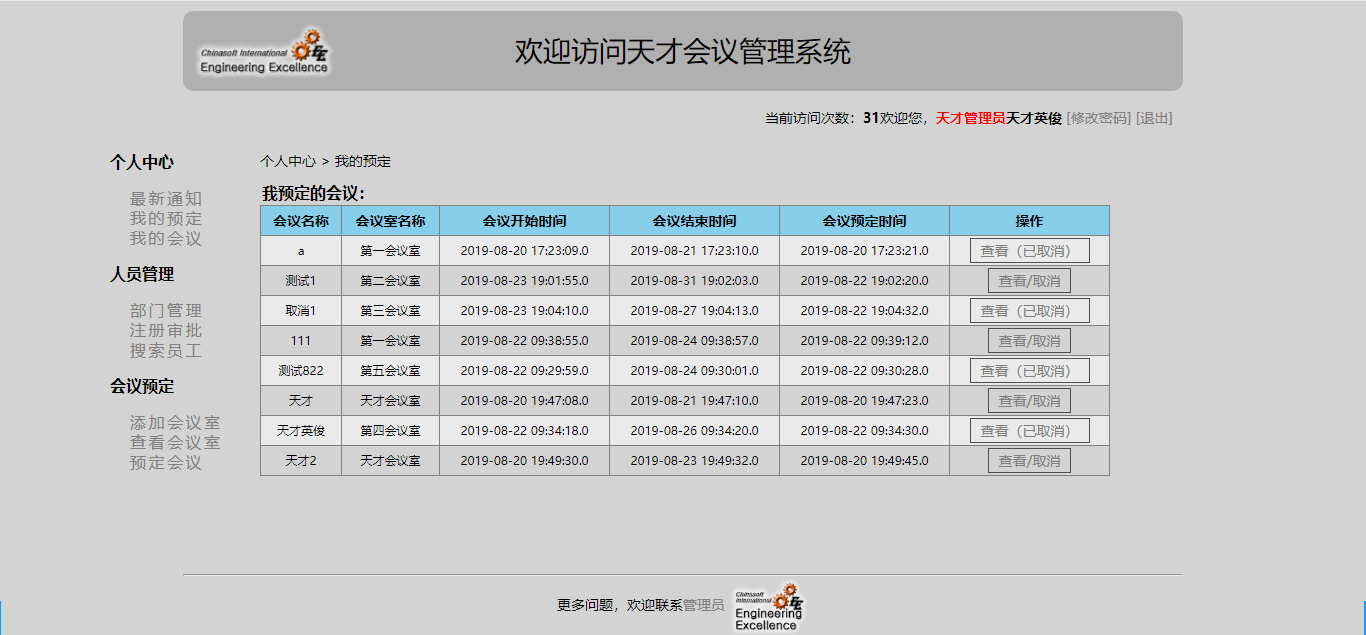 Chinasoft International
Engineering Excellence
欢迎访问天才会议管理系统
当前访问次数：31欢迎您，天才管理员天才英俊 [修改密码] [退出]
个人中心
最新通知
我的预定
我的会议
人员管理
部门管理
注册审批
搜索员工
会议预定
添加会议室
查看会议室
预定会议
个人中心 > 我的预定
我预定的会议：
会议名称 会议室名称 会议开始时间 会议结束时间 会议预定时间 操作
a 第一会议室 2019-08-20 17:23:09.0 2019-08-21 17:23:10.0 2019-08-20 17:23:21.0 查看（已取消）
测试1 第二会议室 2019-08-23 19:01:55.0 2019-08-31 19:02:03.0 2019-08-22 19:02:20.0 查看/取消
取消1 第三会议室 2019-08-23 19:04:10.0 2019-08-27 19:04:13.0 2019-08-22 19:04:32.0 查看（已取消）
111 第一会议室 2019-08-22 09:38:55.0 2019-08-24 09:38:57.0 2019-08-22 09:39:12.0 查看/取消
测试822 第五会议室 2019-08-22 09:29:59.0 2019-08-24 09:30:01.0 2019-08-22 09:30:28.0 查看（已取消）
天才 天才会议室 2019-08-20 19:47:08.0 2019-08-21 19:47:10.0 2019-08-20 19:47:23.0 查看/取消
天才英俊 第四会议室 2019-08-22 09:34:18.0 2019-08-26 09:34:20.0 2019-08-22 09:34:30.0 查看（已取消）
天才2 天才会议室 2019-08-20 19:49:30.0 2019-08-23 19:49:32.0 2019-08-20 19:49:45.0 查看/取消
更多问题，欢迎联系管理员
Chinasoft
International
Engineering
Excellence